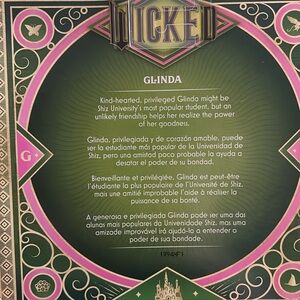 WICKED
GLINDA
Kind-hearted, privileged Glinda might be
Shiz University's most popular student, but an
unlikely friendship helps her realize the power
of her goodness.
Glinda, privilegiada y de corazón amable, puede
ser la estudiante más popular de la Universidad de
Shiz, pero una amistad poco probable la ayuda a
desatar el poder de su bondad.
Bienveillante et privilégiée, Glinda est peut-être
l'étudiante la plus populaire de l'Université de Shiz,
mais une amitié improbable l'aide à réaliser la
puissance de sa bonté.
A generosa e privilegiada Glinda pode ser uma das
alunas mais populares da Universidade Shiz, mas uma
amizade improvável irá ajudá-la a entender o
poder de sua bondade.
G